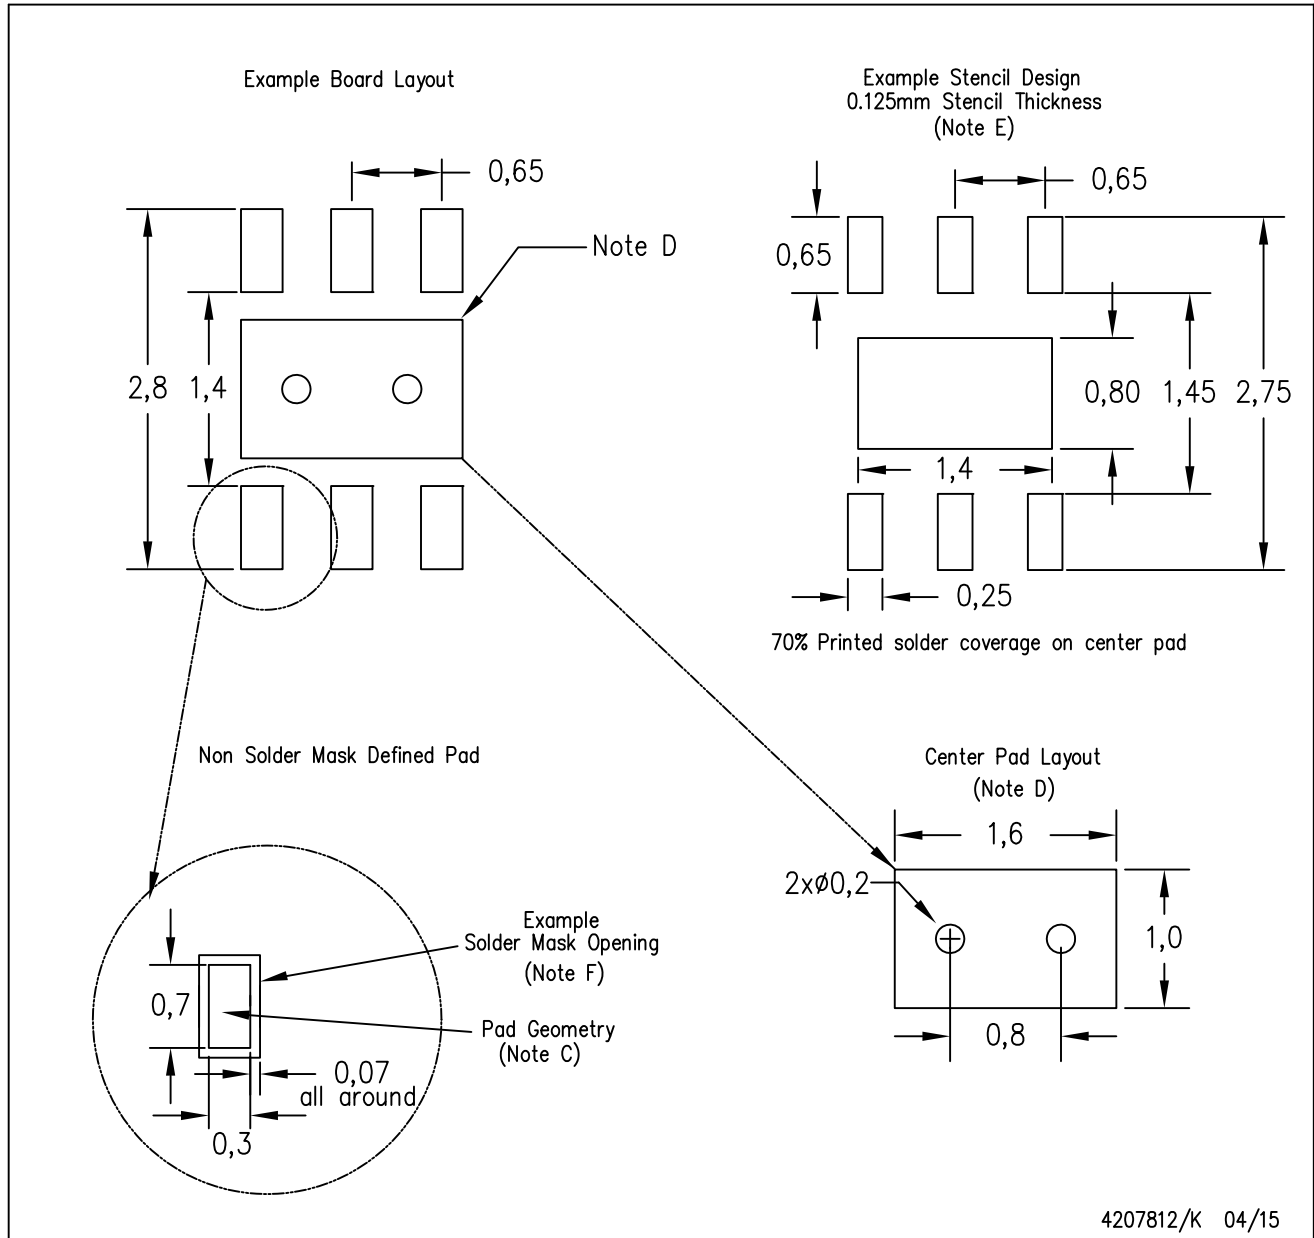 Example Board Layout
0,65
Note D
2,8
1,4
Example Stencil Design
0.125mm Stencil Thickness
(Note E)
0,65
0,65
0,80
1,45
2,75
1,4
0,25
70% Printed solder coverage on center pad
Non Solder Mask Defined Pad
Example
Solder Mask Opening
(Note F)
0,7
Pad Geometry
(Note C)
0,07
all around
0,3
Center Pad Layout
(Note D)
1,6
2xø0,2
1,0
0,8
4207812/K 04/15